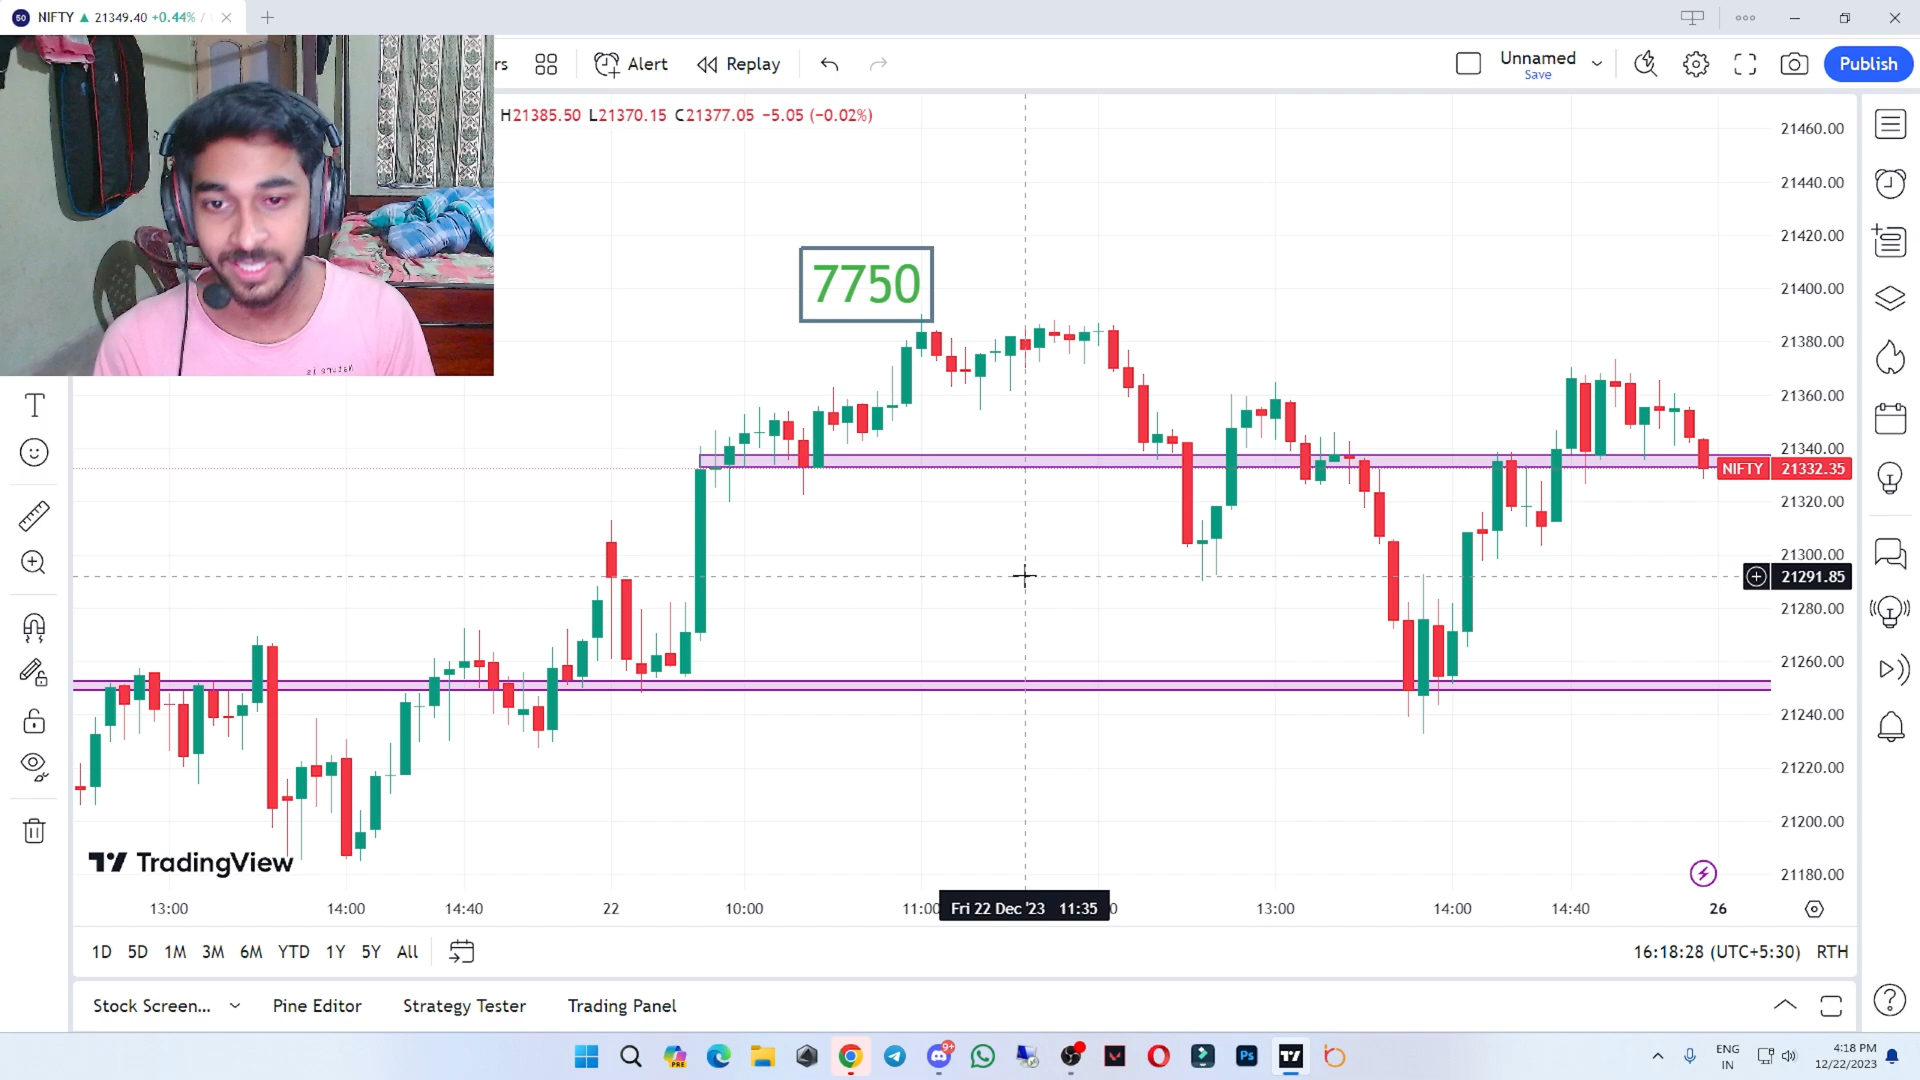 NIFTY ▲ 21349.40 +0.44% /
rs
Alert
Replay
Unnamed
Save
Publish
H21385.50 L21370.15 C21377.05 −5.05 (−0.02%)
7750
21460.00
21440.00
21420.00
21400.00
21380.00
21360.00
21340.00
NIFTY 21332.35
21320.00
21300.00
21291.85
21280.00
21260.00
21240.00
21220.00
21200.00
21180.00
TradingView
13:00 14:00 14:40 22 10:00 11:00 Fri 22 Dec '23 11:35 0 13:00 14:00 14:40 26
1D 5D 1M 3M 6M YTD 1Y 5Y All
16:18:28 (UTC+5:30) RTH
Stock Screen... Pine Editor Strategy Tester Trading Panel
PRE
9+
Ps
ENG
IN
4:18 PM
12/22/2023